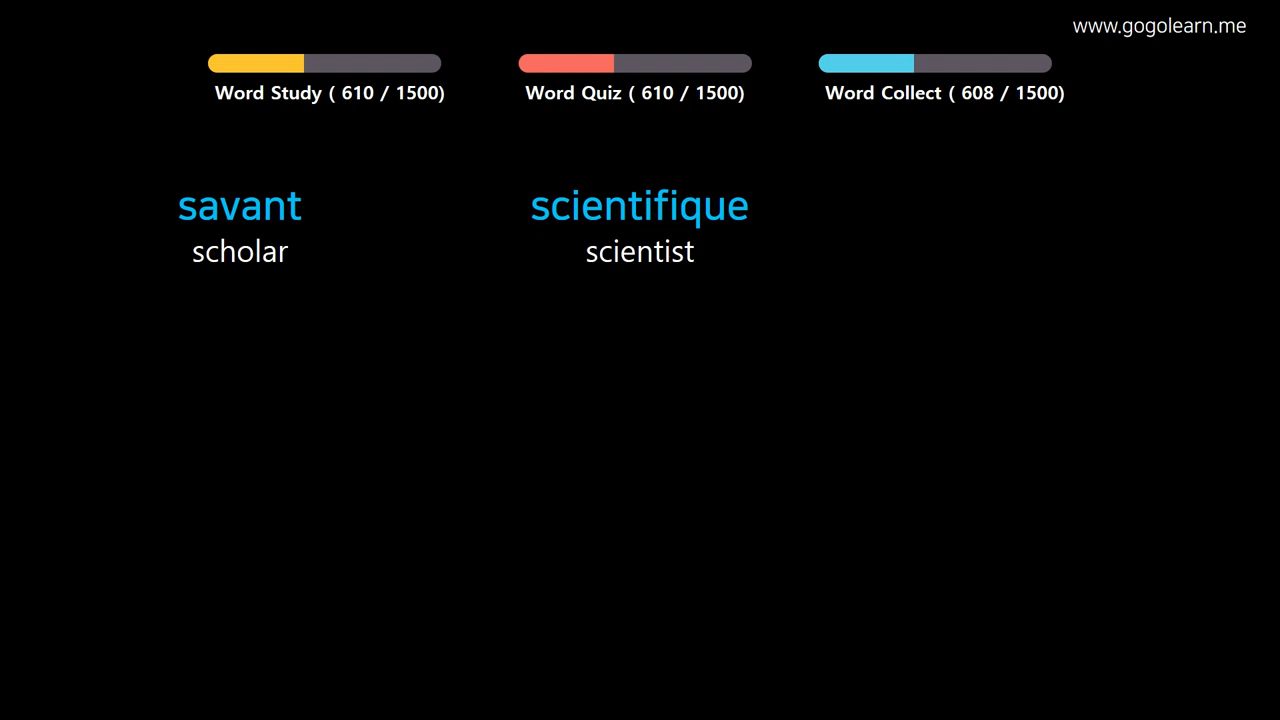 www.gogolearn.me
Word Study ( 610 / 1500)
Word Quiz ( 610 / 1500)
Word Collect ( 608 / 1500)
savant
scientifique
scholar
scientist